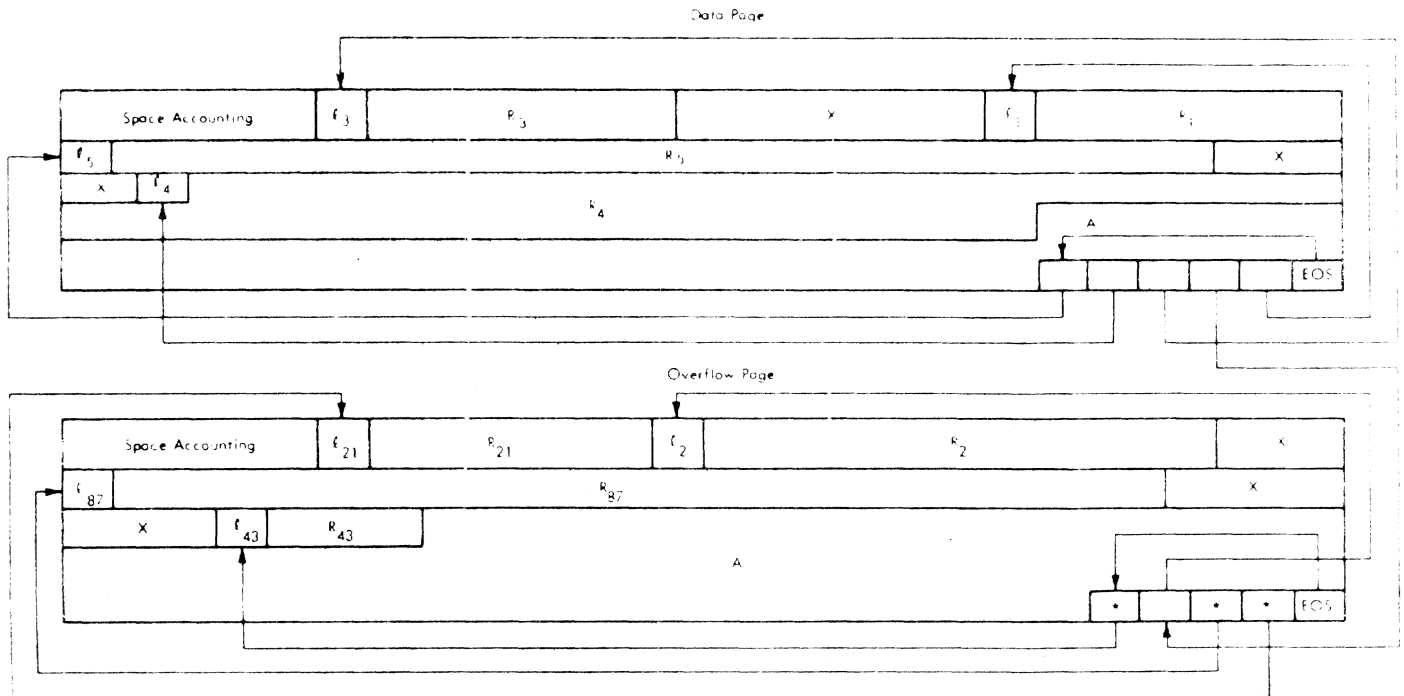 Data Page
Space Accounting ℓ3 R3 X ℓ1 R1
ℓ5 R5 X
X ℓ4
R4
A
EOS
Overflow Page
Space Accounting ℓ21 R21 ℓ2 R2 X
ℓ87 R87 X
X ℓ43 R43
A
* * * EOS